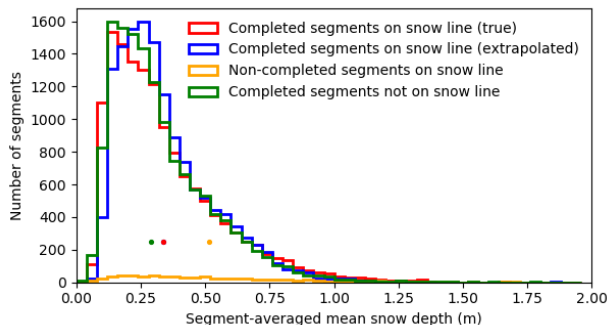 Completed segments on snow line (true)
Completed segments on snow line (extrapolated)
Non-completed segments on snow line
Completed segments not on snow line
Number of segments
1600
1400
1200
1000
800
600
400
200
0
0.00 0.25 0.50 0.75 1.00 1.25 1.50 1.75 2.00
Segment-averaged mean snow depth (m)